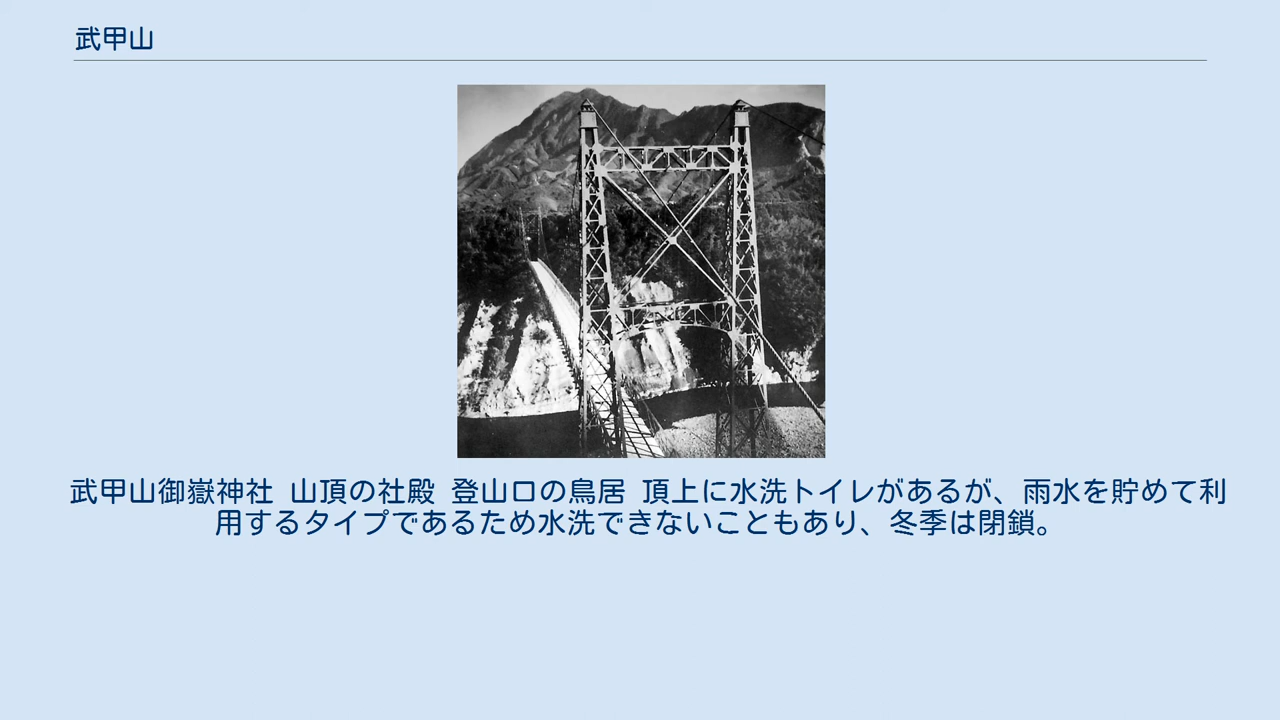 武甲山
武甲山御嶽神社 山頂の社殿 登山口の鳥居 頂上に水洗トイレがあるが、雨水を貯めて利
用するタイプであるため水洗できないこともあり、冬季は閉鎖。